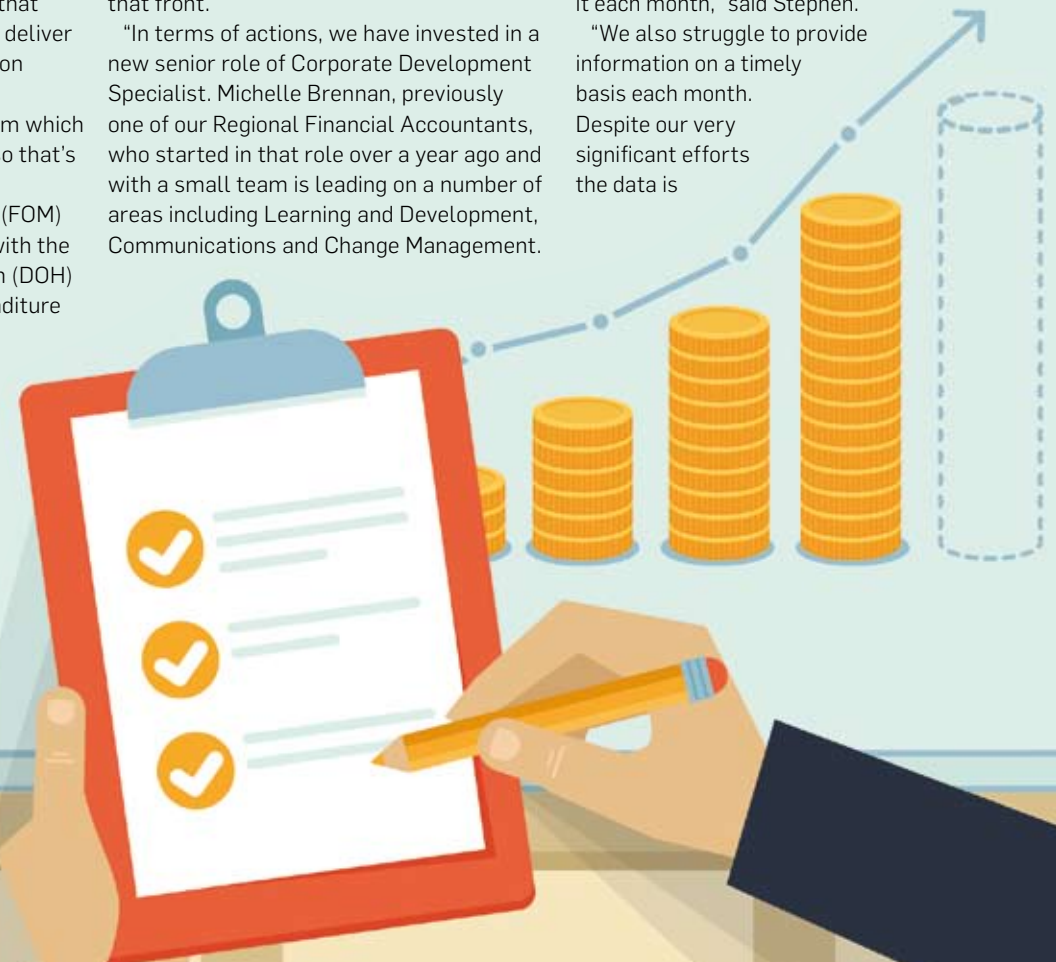 that
deliver
on
m which
so that's
(FOM)
with the
(DOH)
diture
that front.
“In terms of actions, we have invested in a
new senior role of Corporate Development
Specialist. Michelle Brennan, previously
one of our Regional Financial Accountants,
who started in that role over a year ago and
with a small team is leading on a number of
areas including Learning and Development,
Communications and Change Management.
it each month,” said Stephen.
“We also struggle to provide
information on a timely
basis each month.
Despite our very
significant efforts
the data is